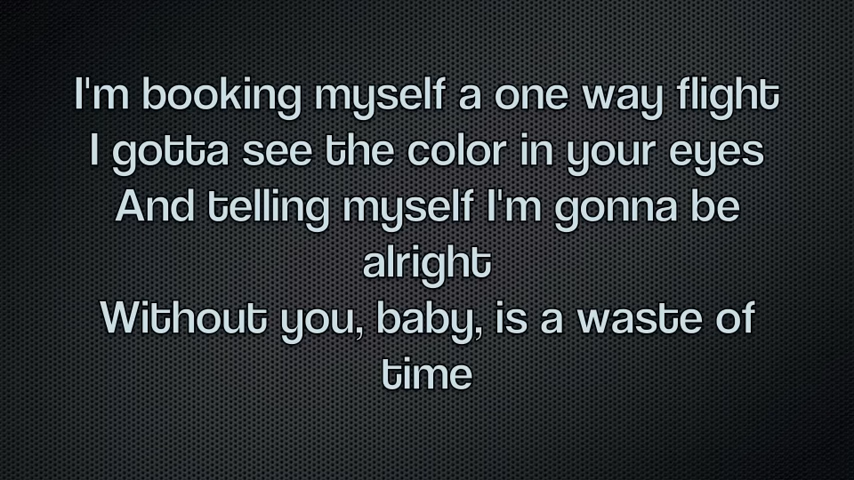 I'm booking myself a one way flight
I gotta see the color in your eyes
And telling myself I'm gonna be
alright
Without you, baby, is a waste of
time